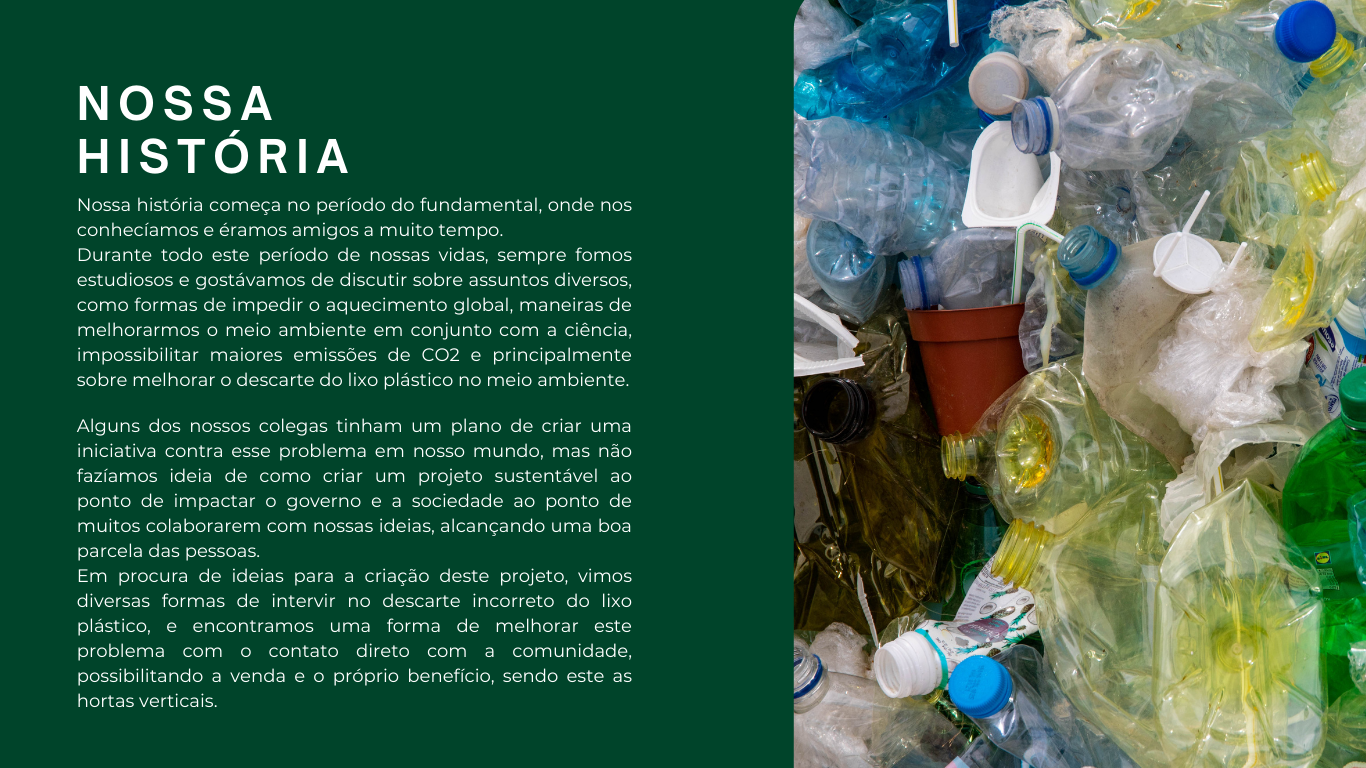 NOSSA
HISTÓRIA
Nossa história começa no período do fundamental, onde nos
conhecíamos e éramos amigos a muito tempo.
Durante todo este período de nossas vidas, sempre fomos
estudiosos e gostávamos de discutir sobre assuntos diversos,
como formas de impedir o aquecimento global, maneiras de
melhorarmos o meio ambiente em conjunto com a ciência,
impossibilitar maiores emissões de CO2 e principalmente
sobre melhorar o descarte do lixo plástico no meio ambiente.
Alguns dos nossos colegas tinham um plano de criar uma
iniciativa contra esse problema em nosso mundo, mas não
fazíamos ideia de como criar um projeto sustentável ao
ponto de impactar o governo e a sociedade ao ponto de
muitos colaborarem com nossas ideias, alcançando uma boa
parcela das pessoas.
Em procura de ideias para a criação deste projeto, vimos
diversas formas de intervir no descarte incorreto do lixo
plástico, e encontramos uma forma de melhorar este
problema com o contato direto com a comunidade,
possibilitando a venda e o próprio benefício, sendo este as
hortas verticais.